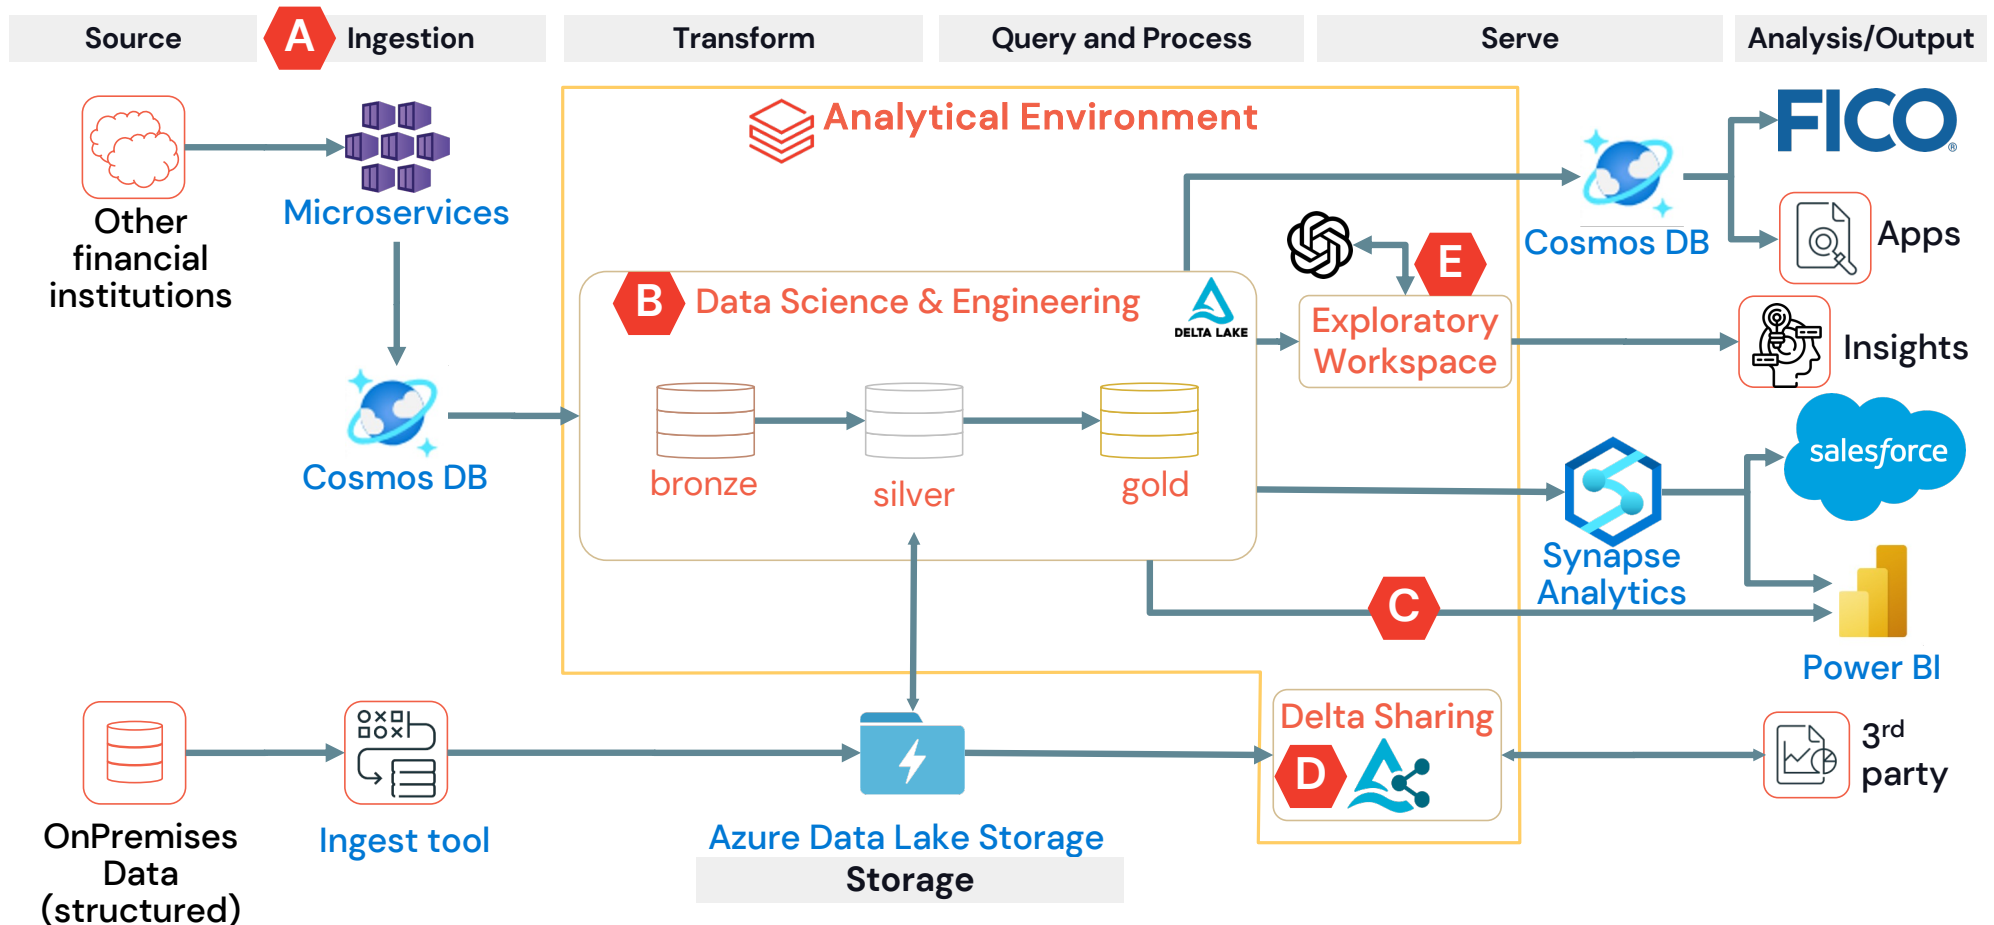 Source
A
Ingestion
Transform
Query and Process
Serve
Analysis/Output
Analytical Environment
FICO®
Other
financial
institutions
Microservices
Cosmos DB
Apps
E
B
Data Science & Engineering
DELTA LAKE
Exploratory
Workspace
Insights
Cosmos DB
bronze
silver
gold
salesforce
Synapse
Analytics
C
Power BI
Delta Sharing
D
3rd
party
OnPremises
Data
(structured)
Ingest tool
Azure Data Lake Storage
Storage